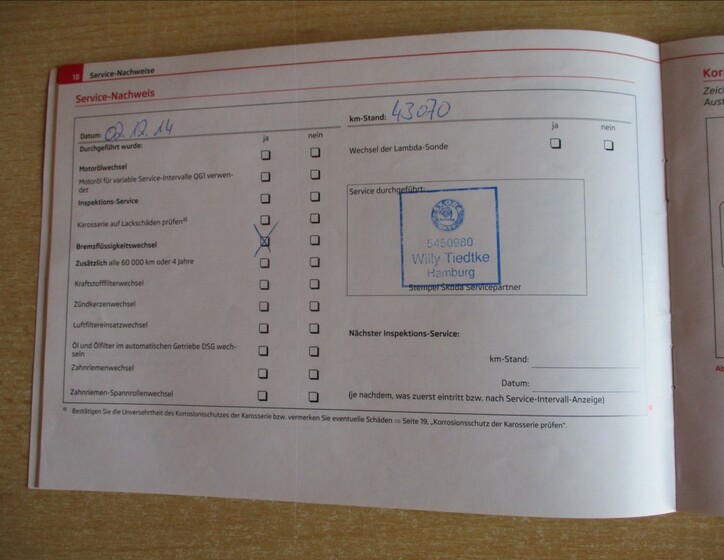 18 Service-Nachweise
Service-Nachweis
Datum: 02.12.14
ja nein
Durchgeführt wurde:
Motorölwechsel
Motoröl für variable Service-Intervalle QG1 verwen-
det
Inspektions-Service
Karosserie auf Lackschäden prüfen a)
Bremsflüssigkeitswechsel
Zusätzlich alle 60 000 km oder 4 Jahre
Kraftstofffilterwechsel
Zündkerzenwechsel
Luftfiltereinsatzwechsel
Öl und Ölfilter im automatischen Getriebe DSG wech-
seln
Zahnriemenwechsel
Zahnriemen-Spannrollenwechsel
km-Stand: 43070
ja nein
Wechsel der Lambda-Sonde
Service durchgeführt:
5450980
Willy Tiedtke
Hamburg
Stempel Škoda Servicepartner
Nächster Inspektions-Service:
km-Stand:
Datum:
(je nachdem, was zuerst eintritt bzw. nach Service-Intervall-Anzeige)
a) Bestätigen Sie die Unversehrtheit des Korrosionsschutzes der Karosserie bzw. vermerken Sie eventuelle Schäden ⇒ Seite 19, „Korrosionsschutz der Karosserie prüfen“.
Kor
Zeic
Aust